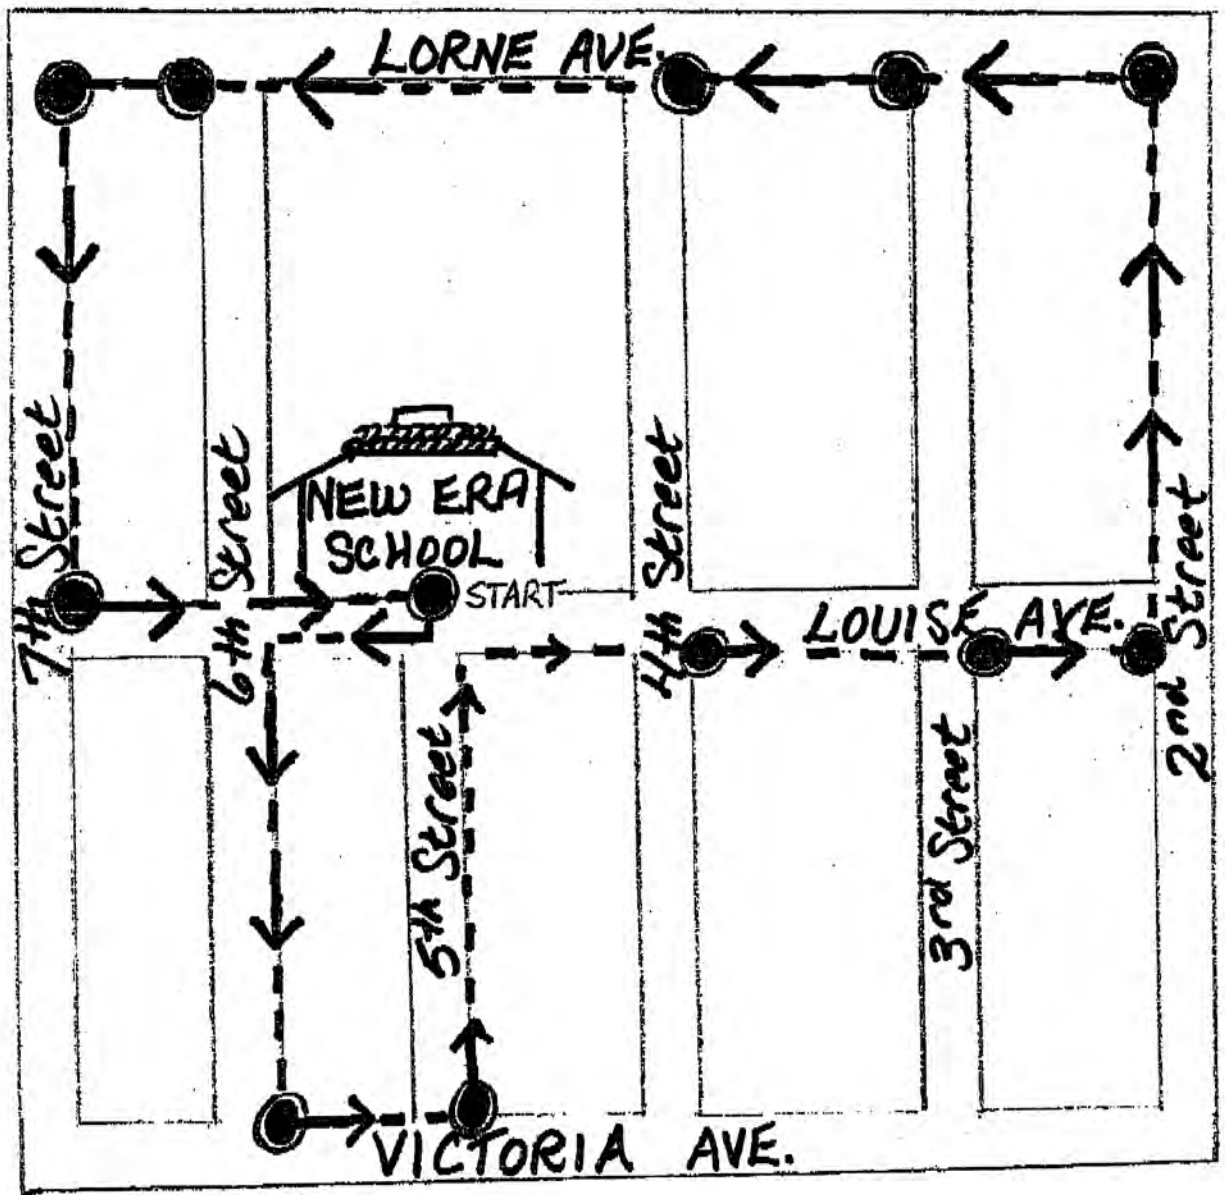 LORNE AVE.
7th Street
6th Street
NEW ERA
SCHOOL
START
4th Street
LOUISE AVE.
2nd Street
5th Street
3rd Street
VICTORIA AVE.